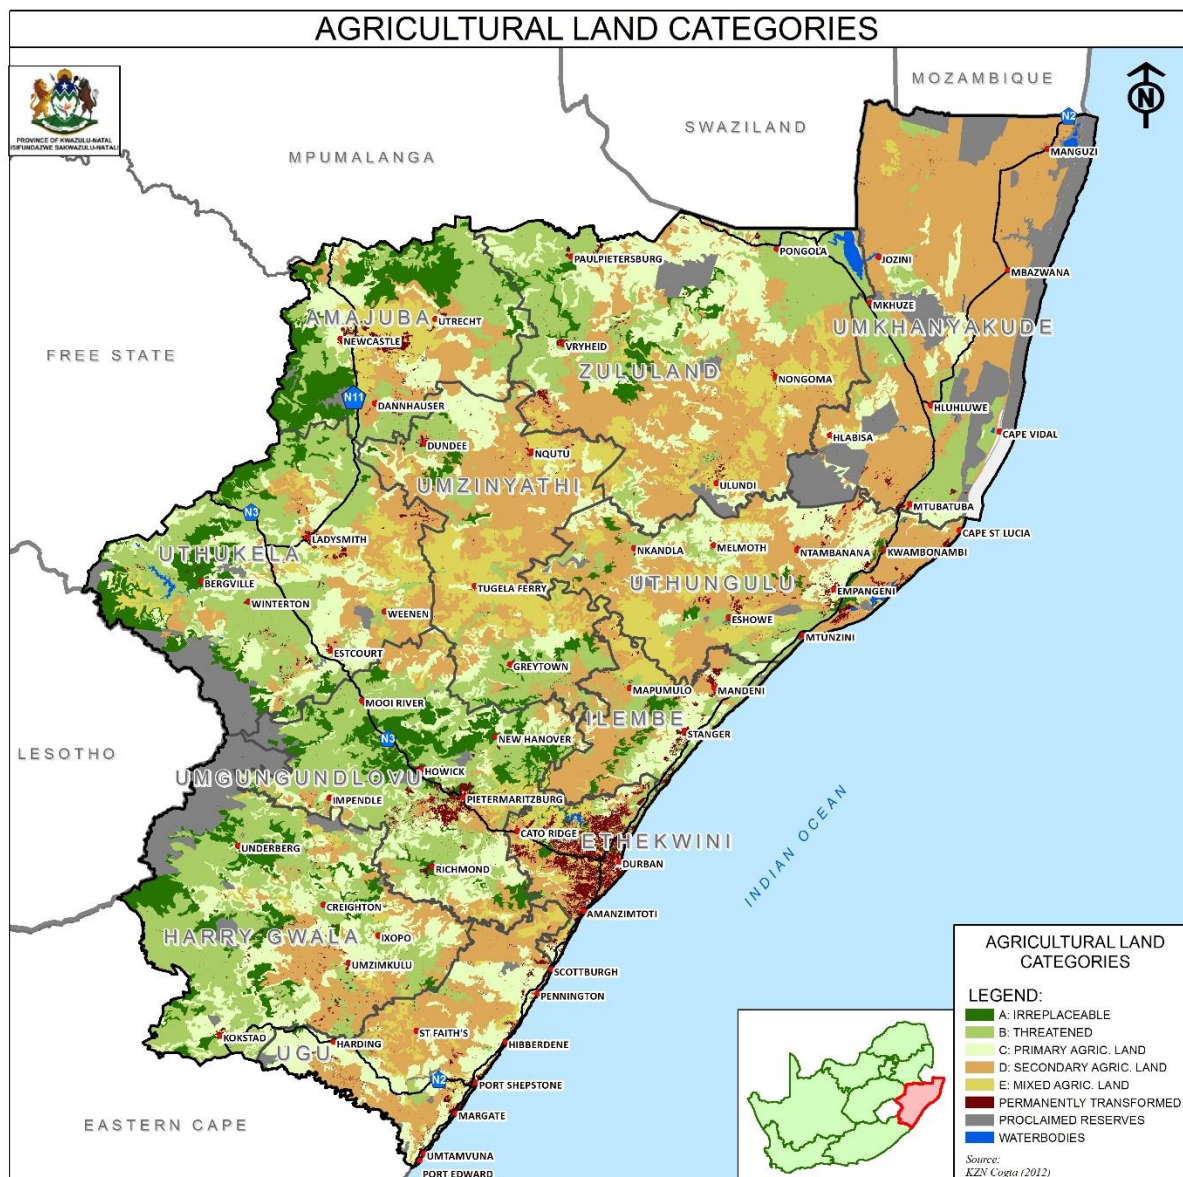 AGRICULTURAL LAND CATEGORIES
PROVINCE OF KWAZULU-NATAL
ISIFUNDAZWE SAKWAZULU-NATALI
MOZAMBIQUE
N
SWAZILAND
N2
MPUMALANGA
MANGUZI
PONGOLA
PAULPIETERSBURG
JOZINI
MBAZWANA
MKHUZE
AMAJUBA
UTRECHT
UMKHANYAKUDE
NEWCASTLE
VRYHEID
FREE STATE
ZULULAND
NONGOMA
N11
DANNHAUSER
HLUHLUWE
CAPE VIDAL
HLABISA
DUNDEE
NQUTU
UMZINYATHI
ULUNDI
MTUBATUBA
N3
CAPE ST LUCIA
LADYSMITH
UTHUKELA
NKANDLA
MELMOTH
NTAMBANANA
KWAMBONAMBI
BERGVILLE
UTHUNGULU
TUGELA FERRY
EMPANGENI
WINTERTON
WEENEN
ESHOWE
MTUNZINI
ESTCOURT
GREYTOWN
MAPUMULO
MANDENI
MOOI RIVER
ILEMBE
STANGER
N3
NEW HANOVER
LESOTHO
HOWICK
UMGUNGUNDLOVU
IMPENDLE
PIETERMARITZBURG
CATO RIDGE
ETHEKWINI
UNDERBERG
DURBAN
RICHMOND
INDIAN OCEAN
CREIGHTON
AMANZIMTOTI
HARRY GWALA
IXOPO
UMZIMKULU
SCOTTBURGH
PENNINGTON
ST FAITH'S
KOKSTAD
HARDING
HIBBERDENE
UGU
N2
PORT SHEPSTONE
MARGATE
EASTERN CAPE
UMTAMVUNA
PORT EDWARD
AGRICULTURAL LAND
CATEGORIES
LEGEND:
A: IRREPLACEABLE
B: THREATENED
C: PRIMARY AGRIC. LAND
D: SECONDARY AGRIC. LAND
E: MIXED AGRIC. LAND
PERMANENTLY TRANSFORMED
PROCLAIMED RESERVES
WATERBODIES
Source:
KZN Cogta (2012)